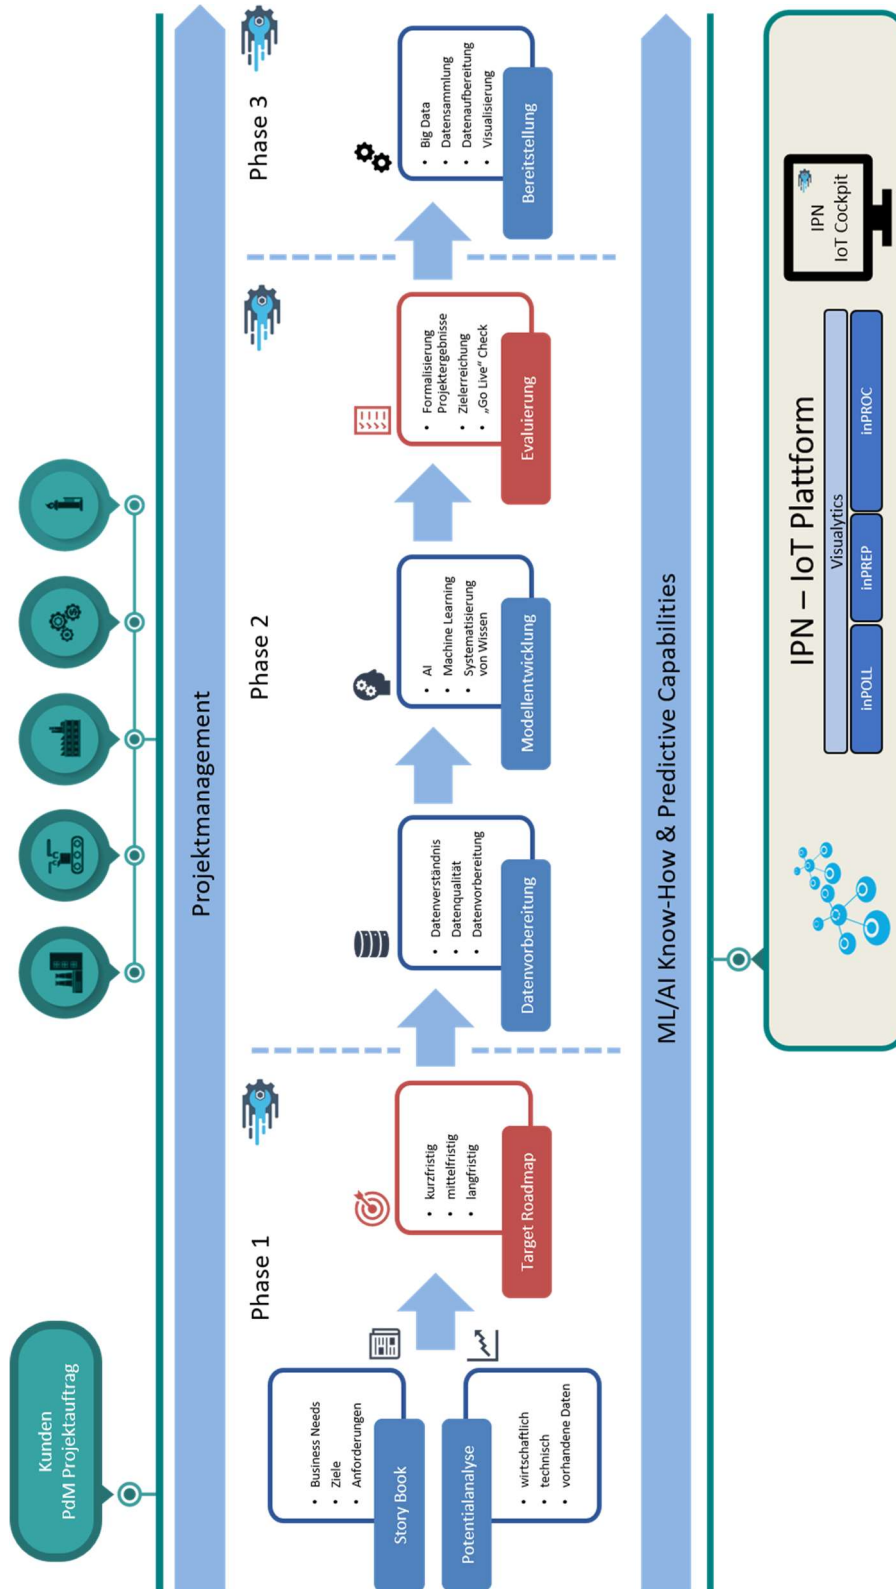 Kunden
PdM Projektauftrag
Projektmanagement
Phase 1
Phase 2
Phase 3
• Business Needs
• Ziele
• Anforderungen
Story Book
Potentialanalyse
• wirtschaftlich
• technisch
• vorhandene Daten
• kurzfristig
• mittelfristig
• langfristig
Target Roadmap
• Datenverständnis
• Datenqualität
• Datenvorbereitung
Datenvorbereitung
• AI
• Machine Learning
• Systematisierung
von Wissen
Modellentwicklung
• Formalisierung
Projektergebnisse
• Zielerreichung
• „Go Live“ Check
Evaluierung
• Big Data
• Datensammlung
• Datenaufbereitung
• Visualisierung
Bereitstellung
ML/AI Know-How & Predictive Capabilities
IPN – IoT Plattform
Visualytics
inPOLL
inPREP
inPROC
IPN
IoT Cockpit